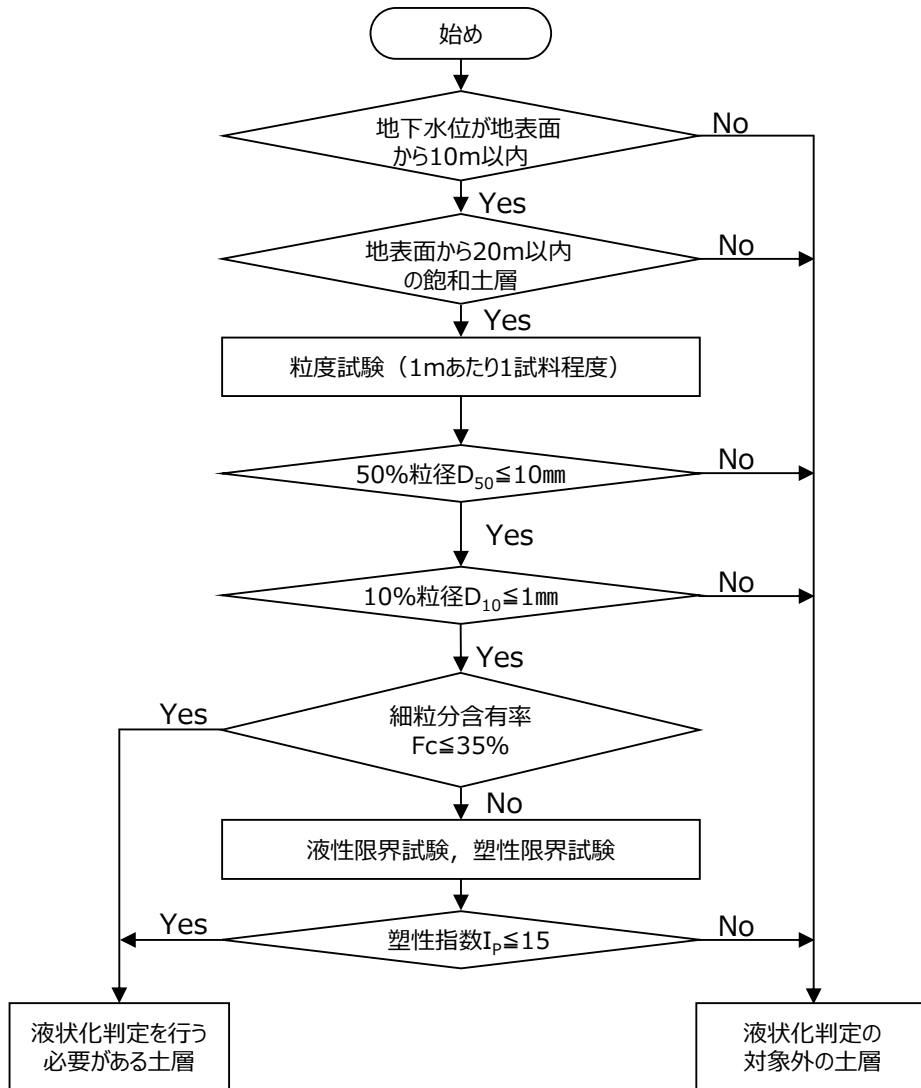 始め
地下水位が地表面
から10m以内
No
Yes
地表面から20m以内
の飽和土層
No
Yes
粒度試験（1mあたり1試料程度）
50%粒径D50≦10㎜
No
Yes
10%粒径D10≦1㎜
No
Yes
細粒分含有率
Fc≦35%
Yes
No
液性限界試験，塑性限界試験
Yes
塑性指数IP≦15
No
液状化判定を行う
必要がある土層
液状化判定の
対象外の土層